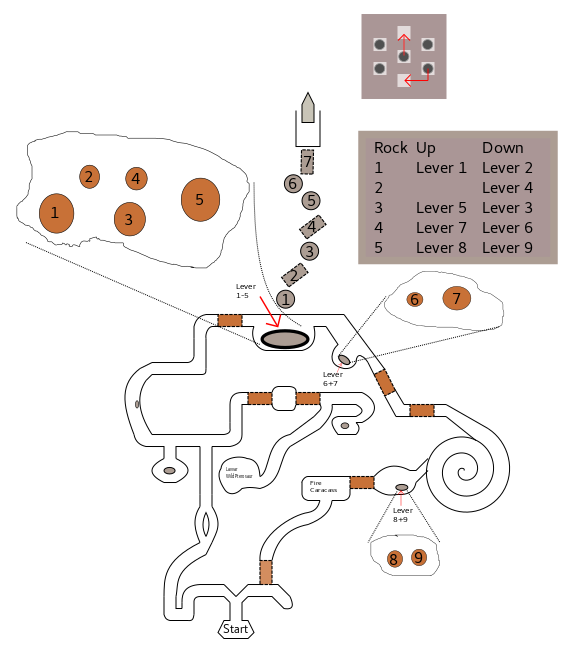 7
6
5
4
3
2
1
2
4
1
3
5
Rock Up Down
1 Lever 1 Lever 2
2 Lever 4
3 Lever 5 Lever 3
4 Lever 7 Lever 6
5 Lever 8 Lever 9
Lever
1-5
6 7
Lever
6+7
Fire
Caracass
Lever
8+9
8 9
Start